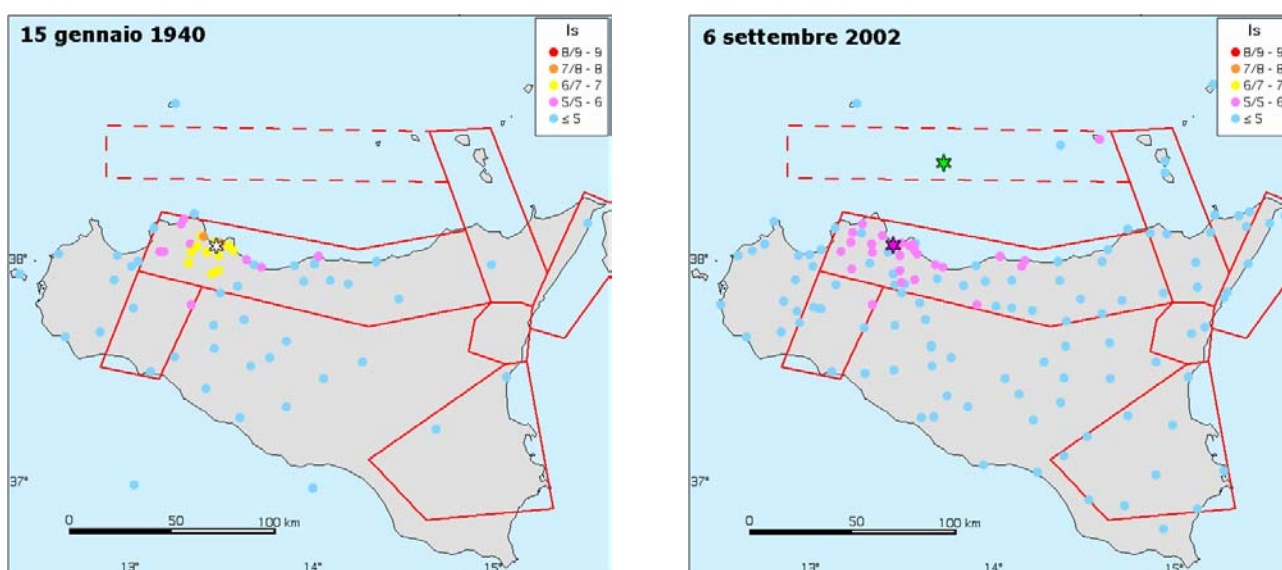 15 gennaio 1940
Is
8/9 - 9
7/8 - 8
6/7 - 7
5/5 - 6
≤ 5
38°
37°
0 50 100 km
13° 14° 15°
6 settembre 2002
Is
8/9 - 9
7/8 - 8
6/7 - 7
5/5 - 6
≤ 5
38°
37°
0 50 100 km
13° 14° 15°